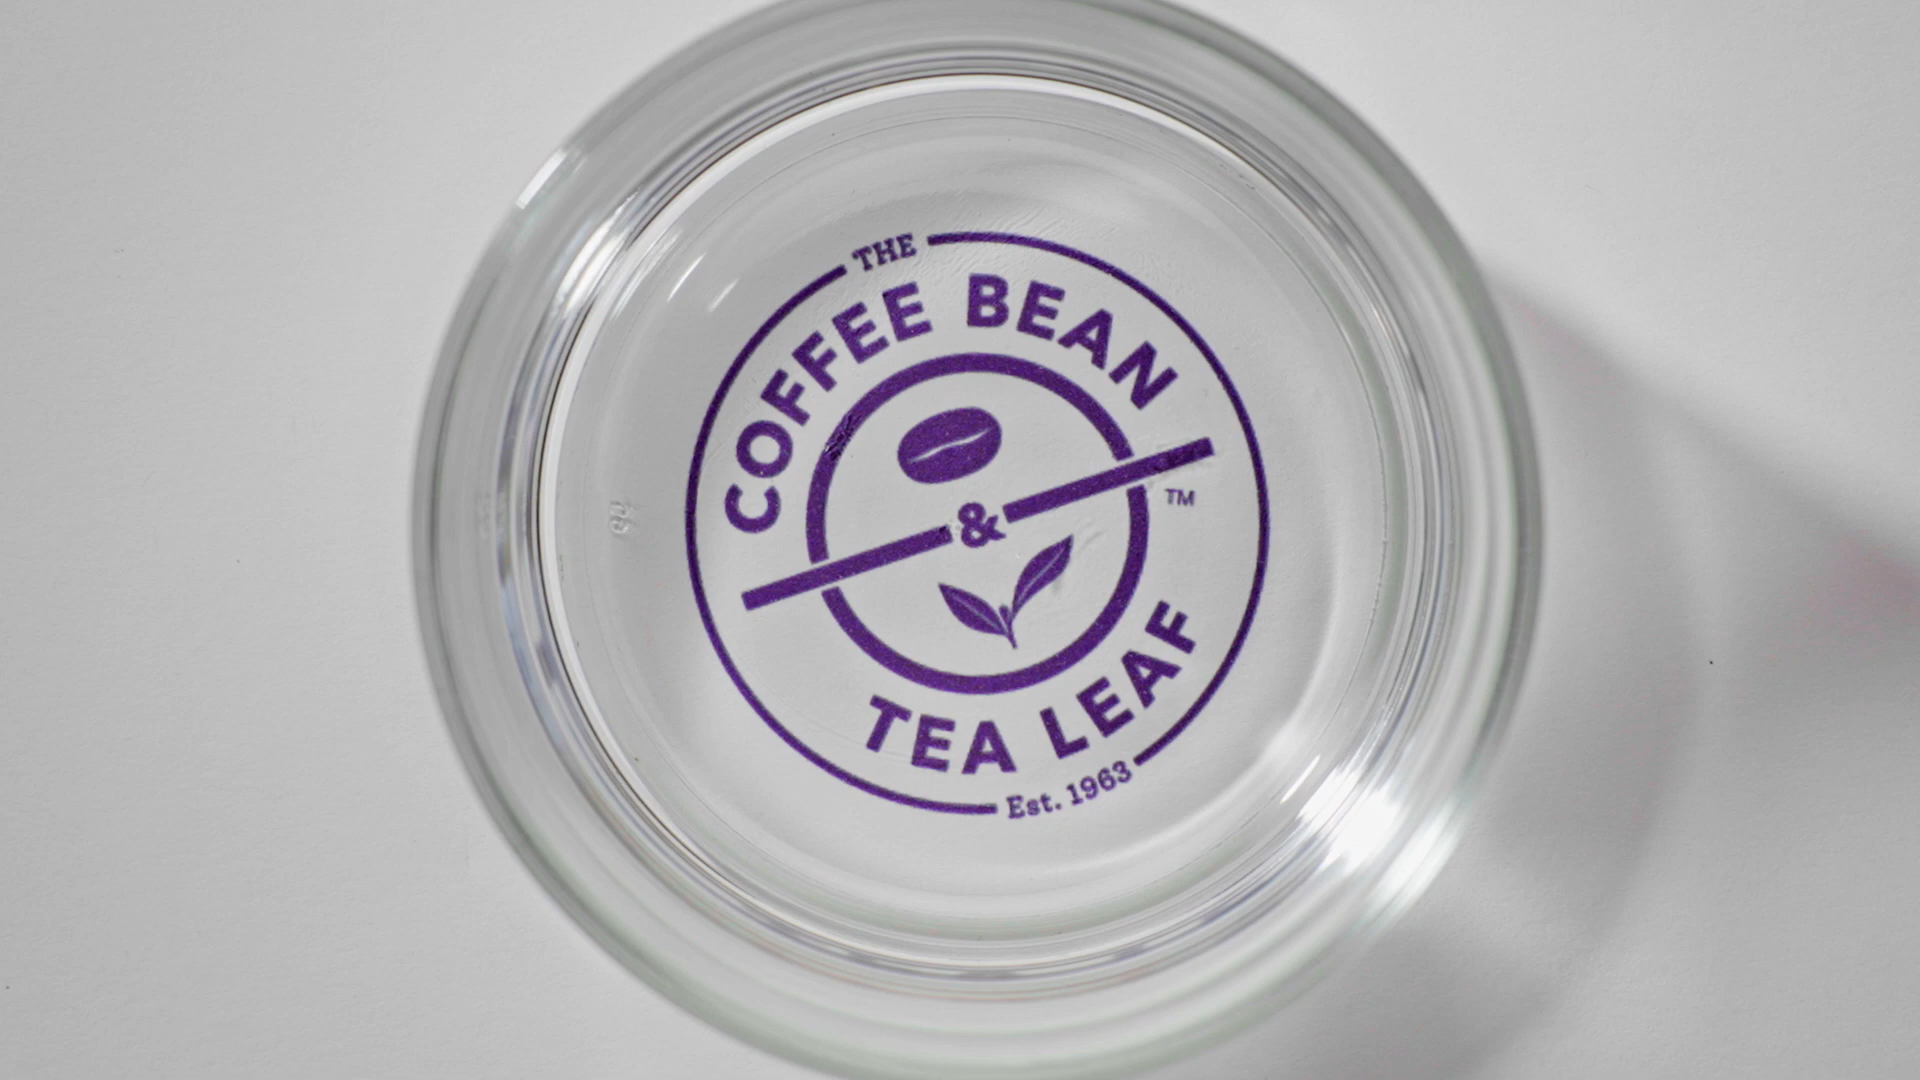 THE
COFFEE BEAN
&
TM
TEA LEAF
Est. 1963